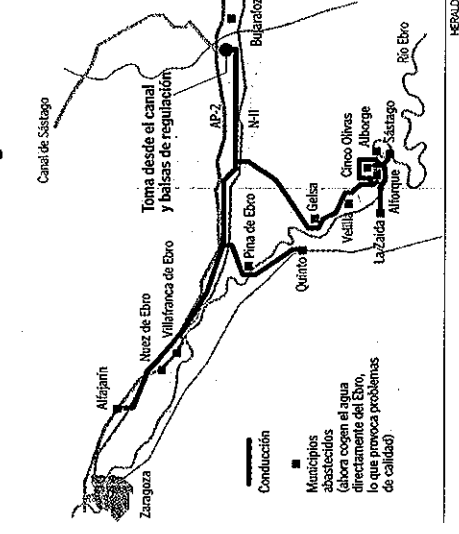 Canal de Sástago
Toma desde el canal
y balsas de regulación
AP-2
N-II
Bujaraloz
Alfajarín
Nuez de Ebro
Villafranca de Ebro
Pina de Ebro
Quinto
Gelsa
Velilla
La Zaida
Cinco Olivas
Alborge
Sástago
Alforque
Río Ebro
Zaragoza
Conducción
Municipios
abastecidos
(ahora cogen el agua
directamente del Ebro,
lo que provoca problemas
de calidad)
HERALD